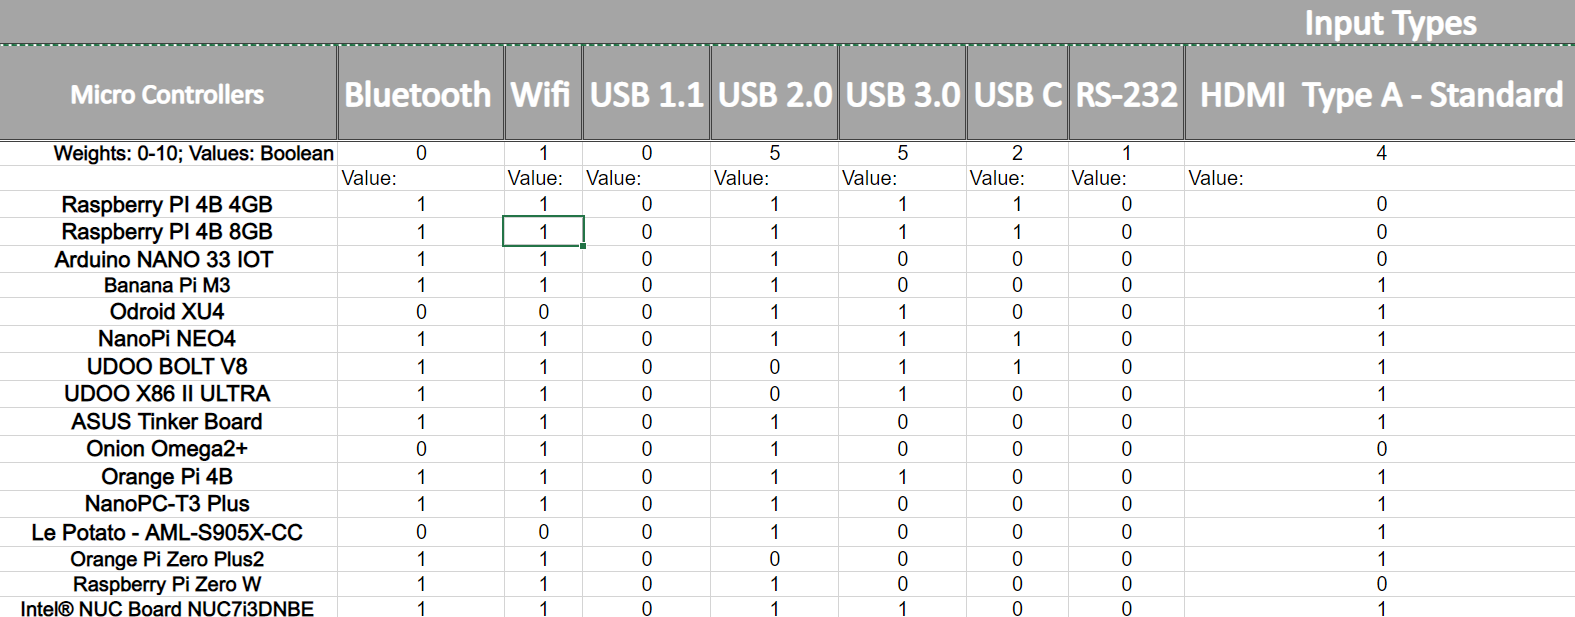 Input Types
Micro Controllers Bluetooth Wifi USB 1.1 USB 2.0 USB 3.0 USB C RS-232 HDMI Type A - Standard
Weights: 0-10; Values: Boolean 0 1 0 5 5 2 1 4
Value: Value: Value: Value: Value: Value: Value: Value:
Raspberry PI 4B 4GB 1 1 0 1 1 1 0 0
Raspberry PI 4B 8GB 1 1 0 1 1 1 0 0
Arduino NANO 33 IOT 1 1 0 1 0 0 0 0
Banana Pi M3 1 1 0 1 0 0 0 1
Odroid XU4 0 0 0 1 1 0 0 1
NanoPi NEO4 1 1 0 1 1 1 0 1
UDOO BOLT V8 1 1 0 0 1 1 0 1
UDOO X86 II ULTRA 1 1 0 0 1 0 0 1
ASUS Tinker Board 1 1 0 1 0 0 0 1
Onion Omega2+ 0 1 0 1 0 0 0 0
Orange Pi 4B 1 1 0 1 1 0 0 1
NanoPC-T3 Plus 1 1 0 1 0 0 0 1
Le Potato - AML-S905X-CC 0 0 0 1 0 0 0 1
Orange Pi Zero Plus2 1 1 0 0 0 0 0 1
Raspberry Pi Zero W 1 1 0 1 0 0 0 0
Intel® NUC Board NUC7i3DNBE 1 1 0 1 1 0 0 1